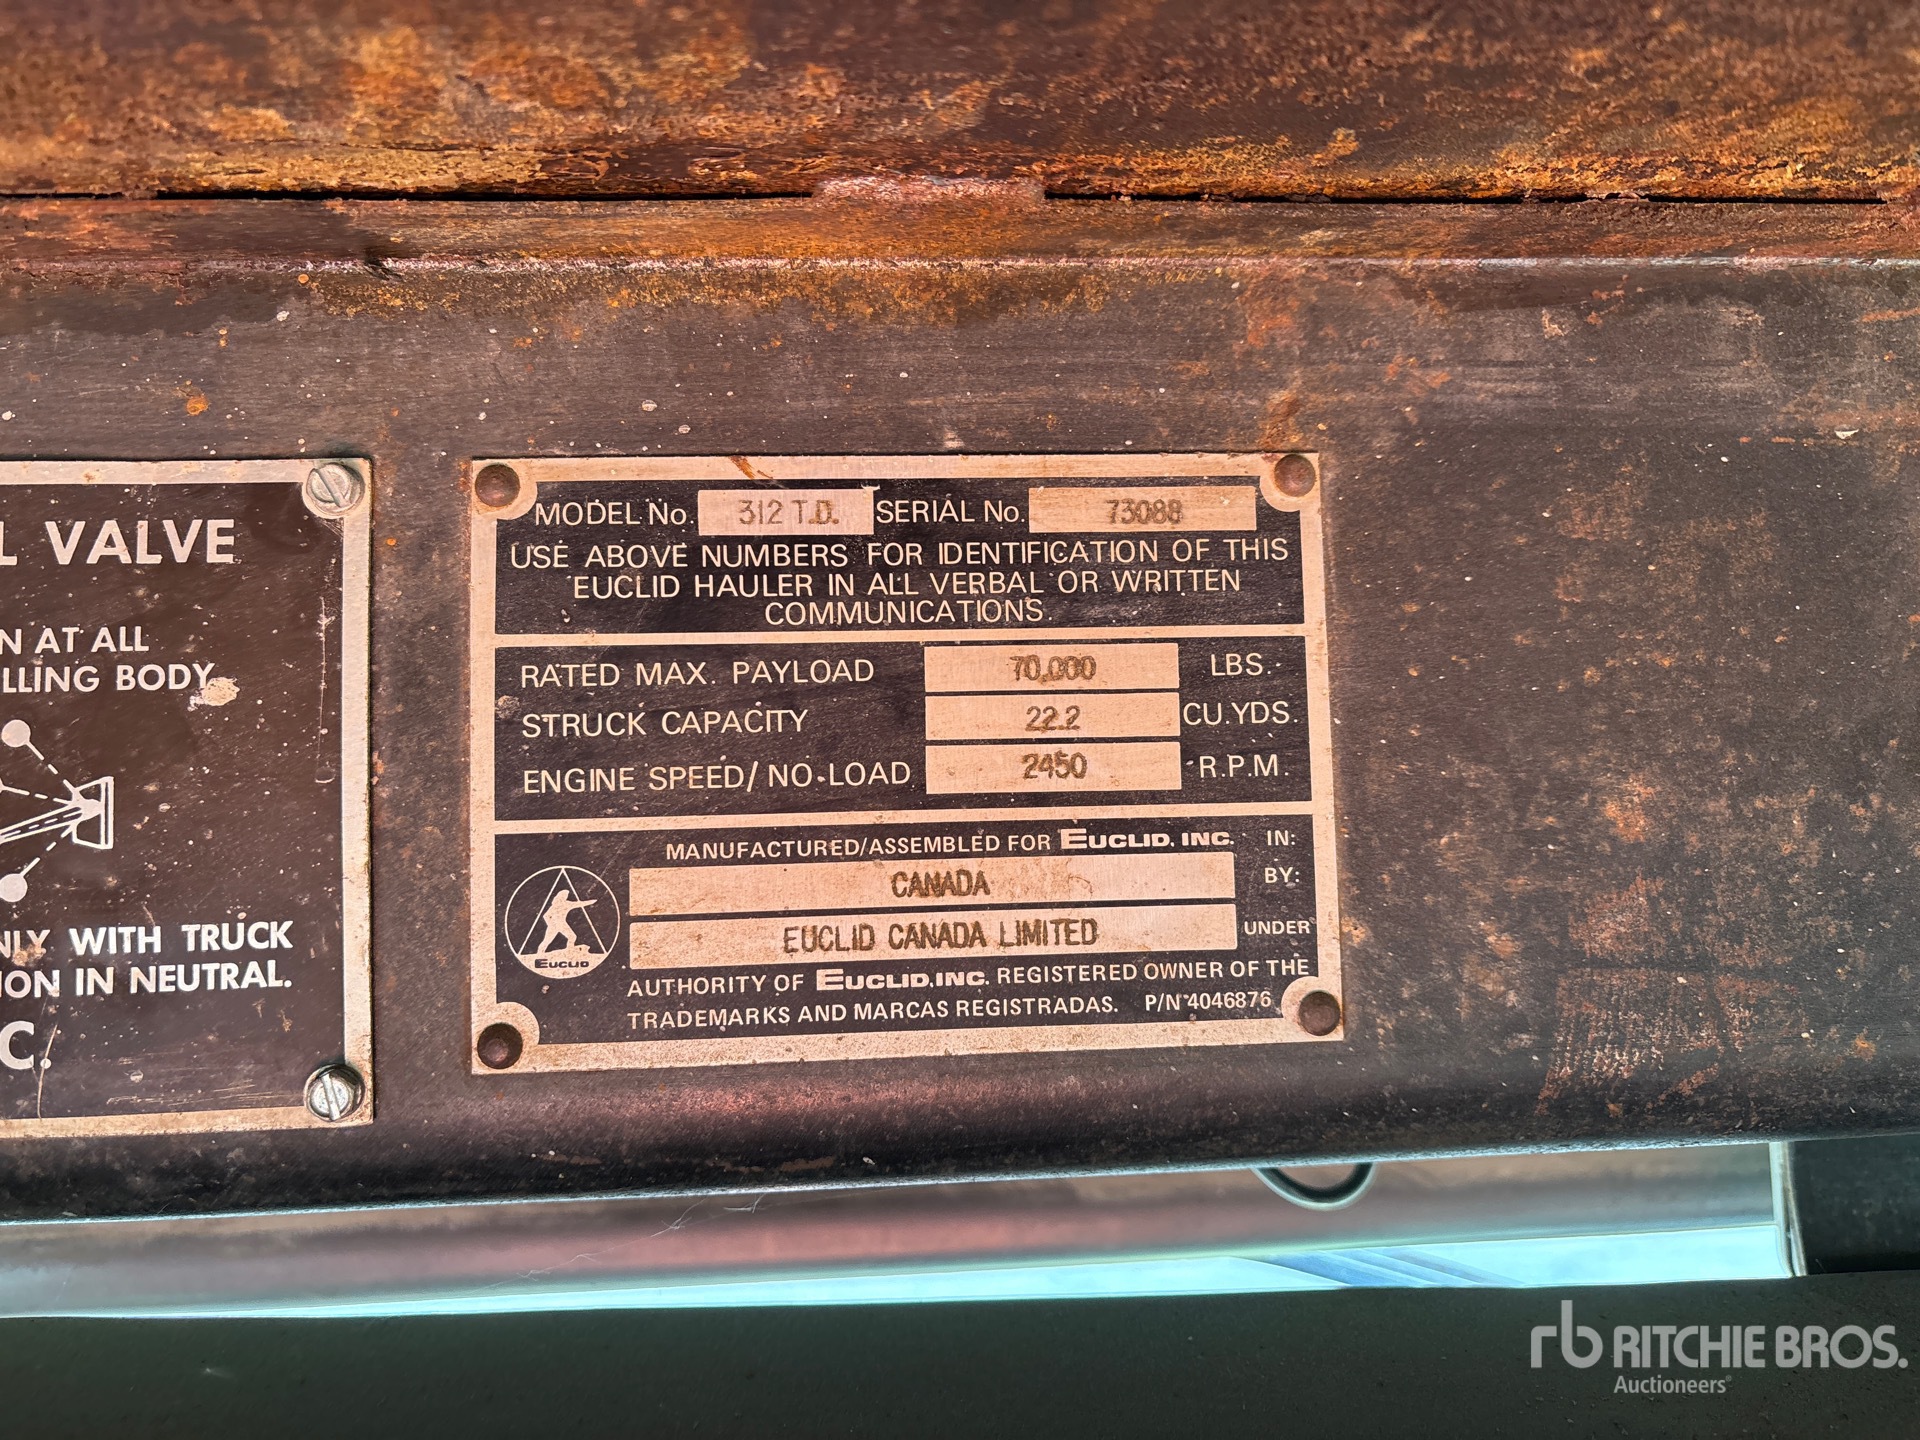 L VALVE
N AT ALL
LLING BODY
NLY WITH TRUCK
ION IN NEUTRAL.
C.
MODEL No. 312 T.D. SERIAL No. 73088
USE ABOVE NUMBERS FOR IDENTIFICATION OF THIS
EUCLID HAULER IN ALL VERBAL OR WRITTEN
COMMUNICATIONS.
RATED MAX. PAYLOAD 70,000 LBS.
STRUCK CAPACITY 22.2 CU. YDS.
ENGINE SPEED/NO-LOAD 2450 R.P.M.
MANUFACTURED/ASSEMBLED FOR EUCLID, INC. IN:
CANADA BY:
EUCLID CANADA LIMITED UNDER
EUCLID
AUTHORITY OF EUCLID, INC. REGISTERED OWNER OF THE
TRADEMARKS AND MARCAS REGISTRADAS. P/N 4046876
rb RITCHIE BROS.
Auctioneers